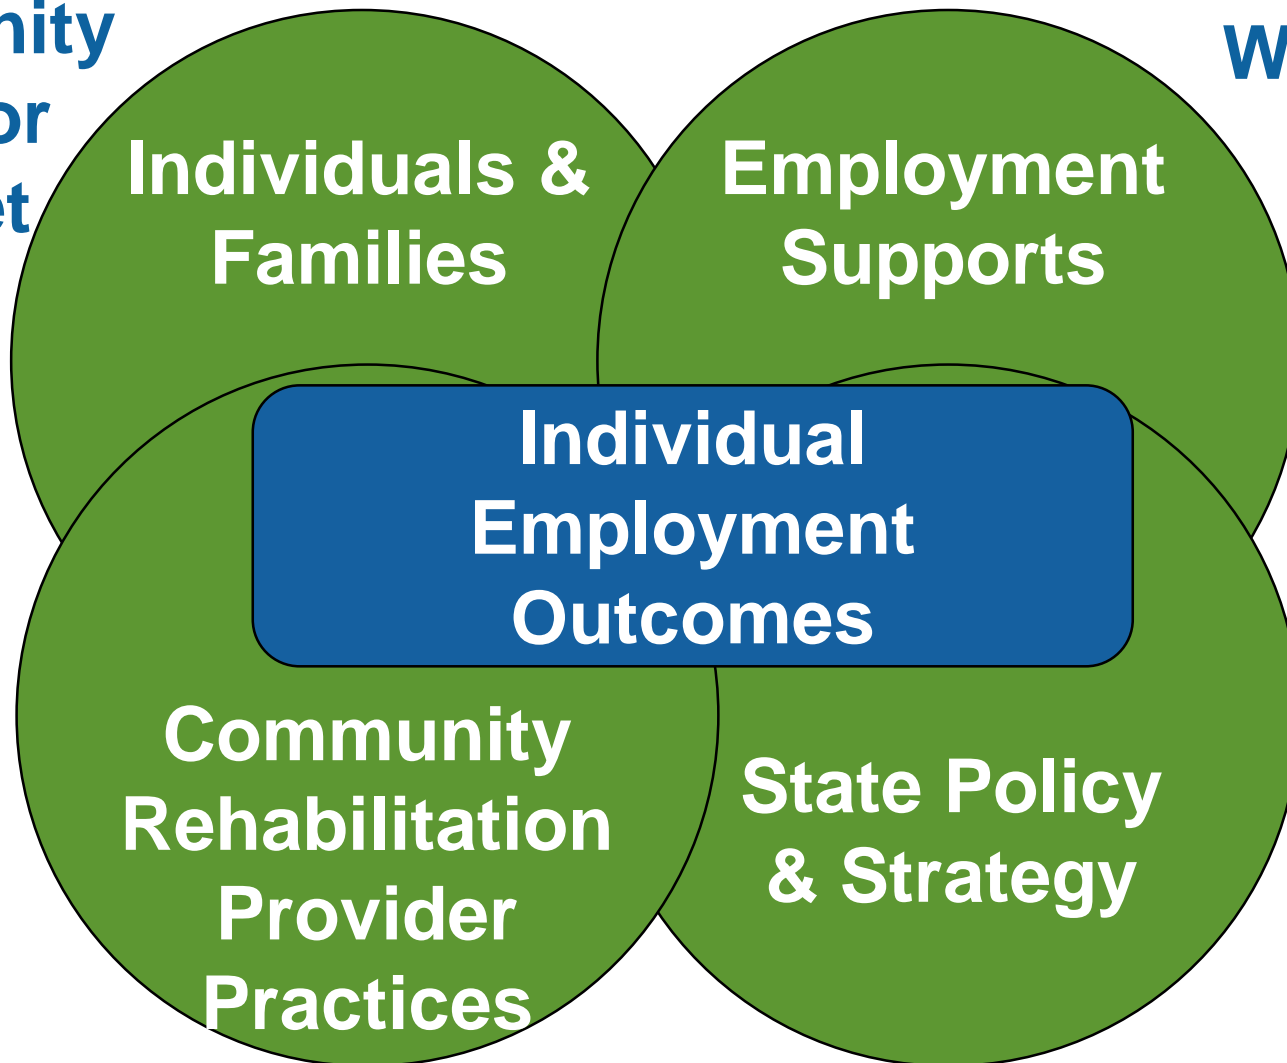 Individuals &
Families
Employment
Supports
Individual
Employment
Outcomes
Community
Rehabilitation
Provider
Practices
State Policy
& Strategy